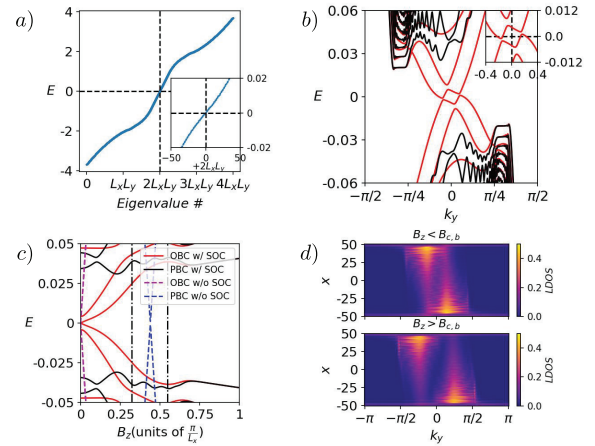 a)
4
2
0
-2
-4
E
0
LxLy
2LxLy
3LxLy
4LxLy
Eigenvalue #
0.02
0
-0.02
-50
0
50
+2LxLy
b)
0.06
0.03
0
-0.03
-0.06
E
−π/2
−π/4
0
π/4
π/2
ky
0.012
0.0
-0.012
-0.4
0.0
0.4
c)
0.05
0.025
0
-0.025
-0.05
E
OBC w/ SOC
PBC w/ SOC
OBC w/o SOC
PBC w/o SOC
0
0.25
0.5
0.75
1
Bz(units of π/Lx)
d)
Bz < Bc,b
50
25
0
-25
-50
x
0.4
0.2
0.0
LDOS
Bz > Bc,b
50
25
0
-25
-50
x
0.4
0.2
0.0
LDOS
−π
−π/2
0
π/2
π
ky